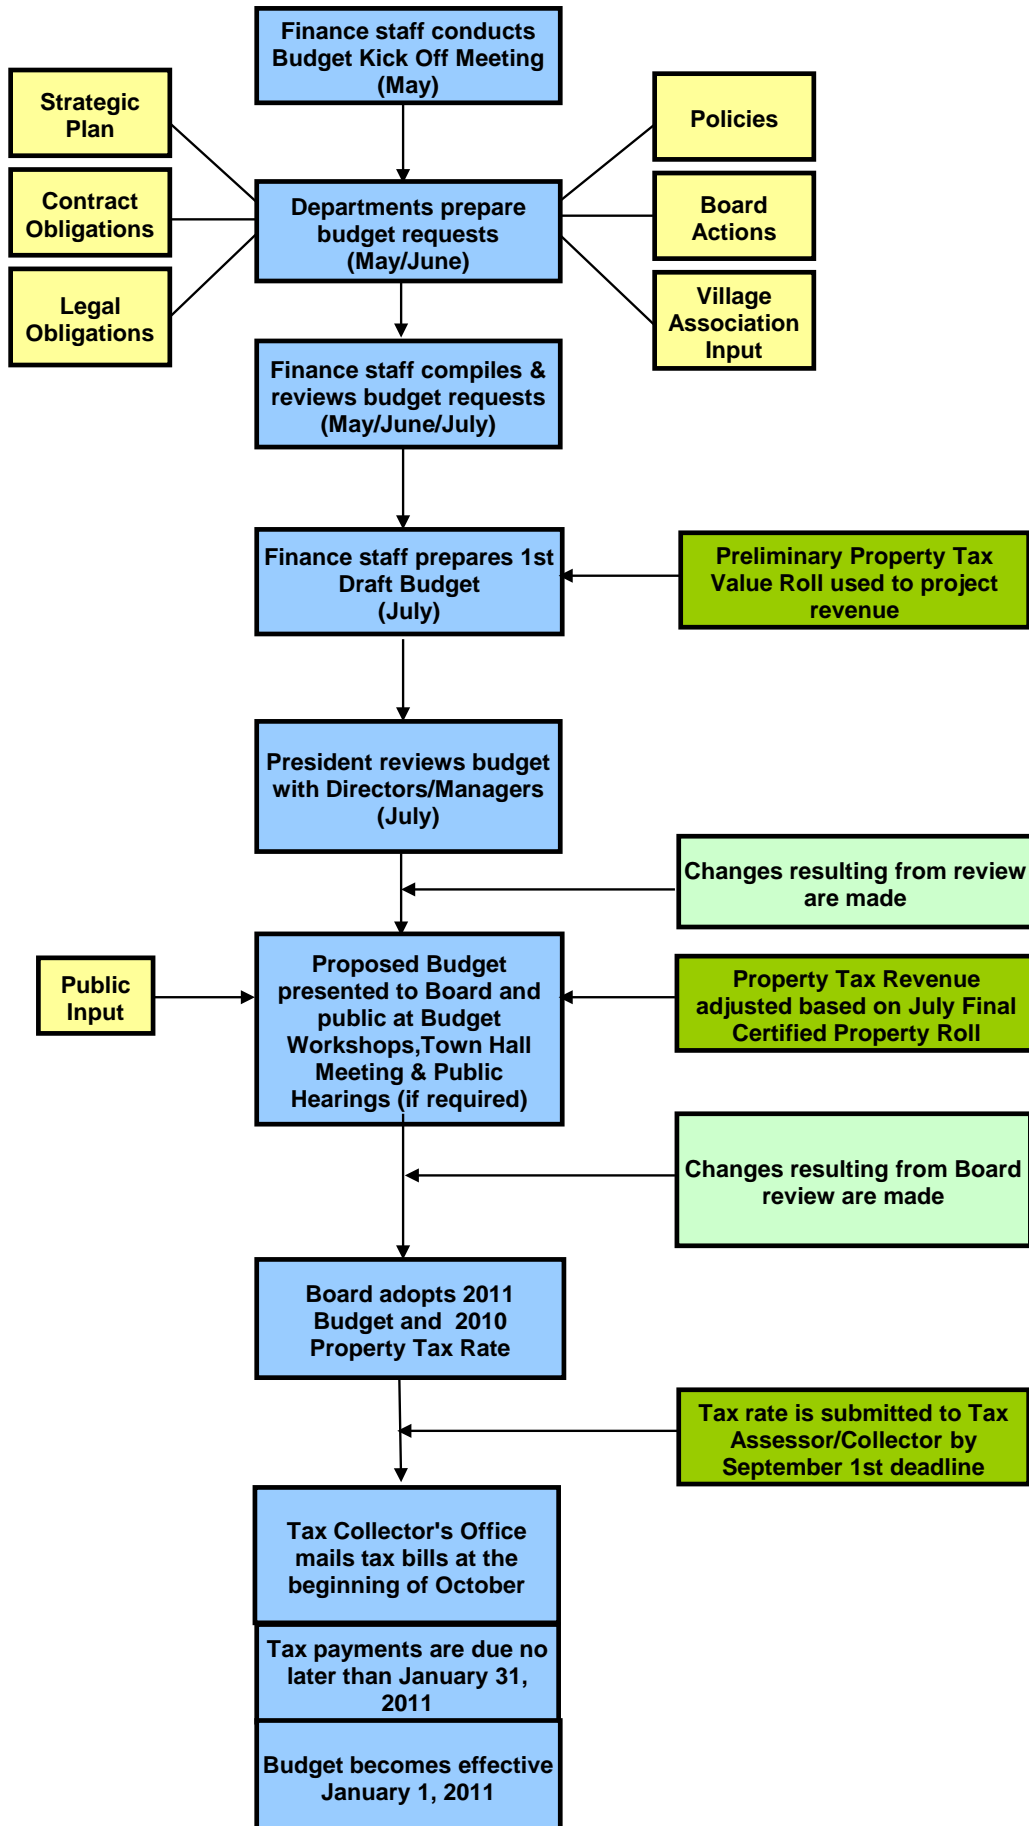 Finance staff conducts
Budget Kick Off Meeting
(May)
Strategic
Plan
Policies
Contract
Obligations
Departments prepare
budget requests
(May/June)
Board
Actions
Legal
Obligations
Village
Association
Input
Finance staff compiles &
reviews budget requests
(May/June/July)
Finance staff prepares 1st
Draft Budget
(July)
Preliminary Property Tax
Value Roll used to project
revenue
President reviews budget
with Directors/Managers
(July)
Changes resulting from review
are made
Public
Input
Proposed Budget
presented to Board and
public at Budget
Workshops,Town Hall
Meeting & Public
Hearings (if required)
Property Tax Revenue
adjusted based on July Final
Certified Property Roll
Changes resulting from Board
review are made
Board adopts 2011
Budget and  2010
Property Tax Rate
Tax rate is submitted to Tax
Assessor/Collector by
September 1st deadline
Tax Collector's Office
mails tax bills at the
beginning of October
Tax payments are due no
later than January 31,
2011
Budget becomes effective
January 1, 2011